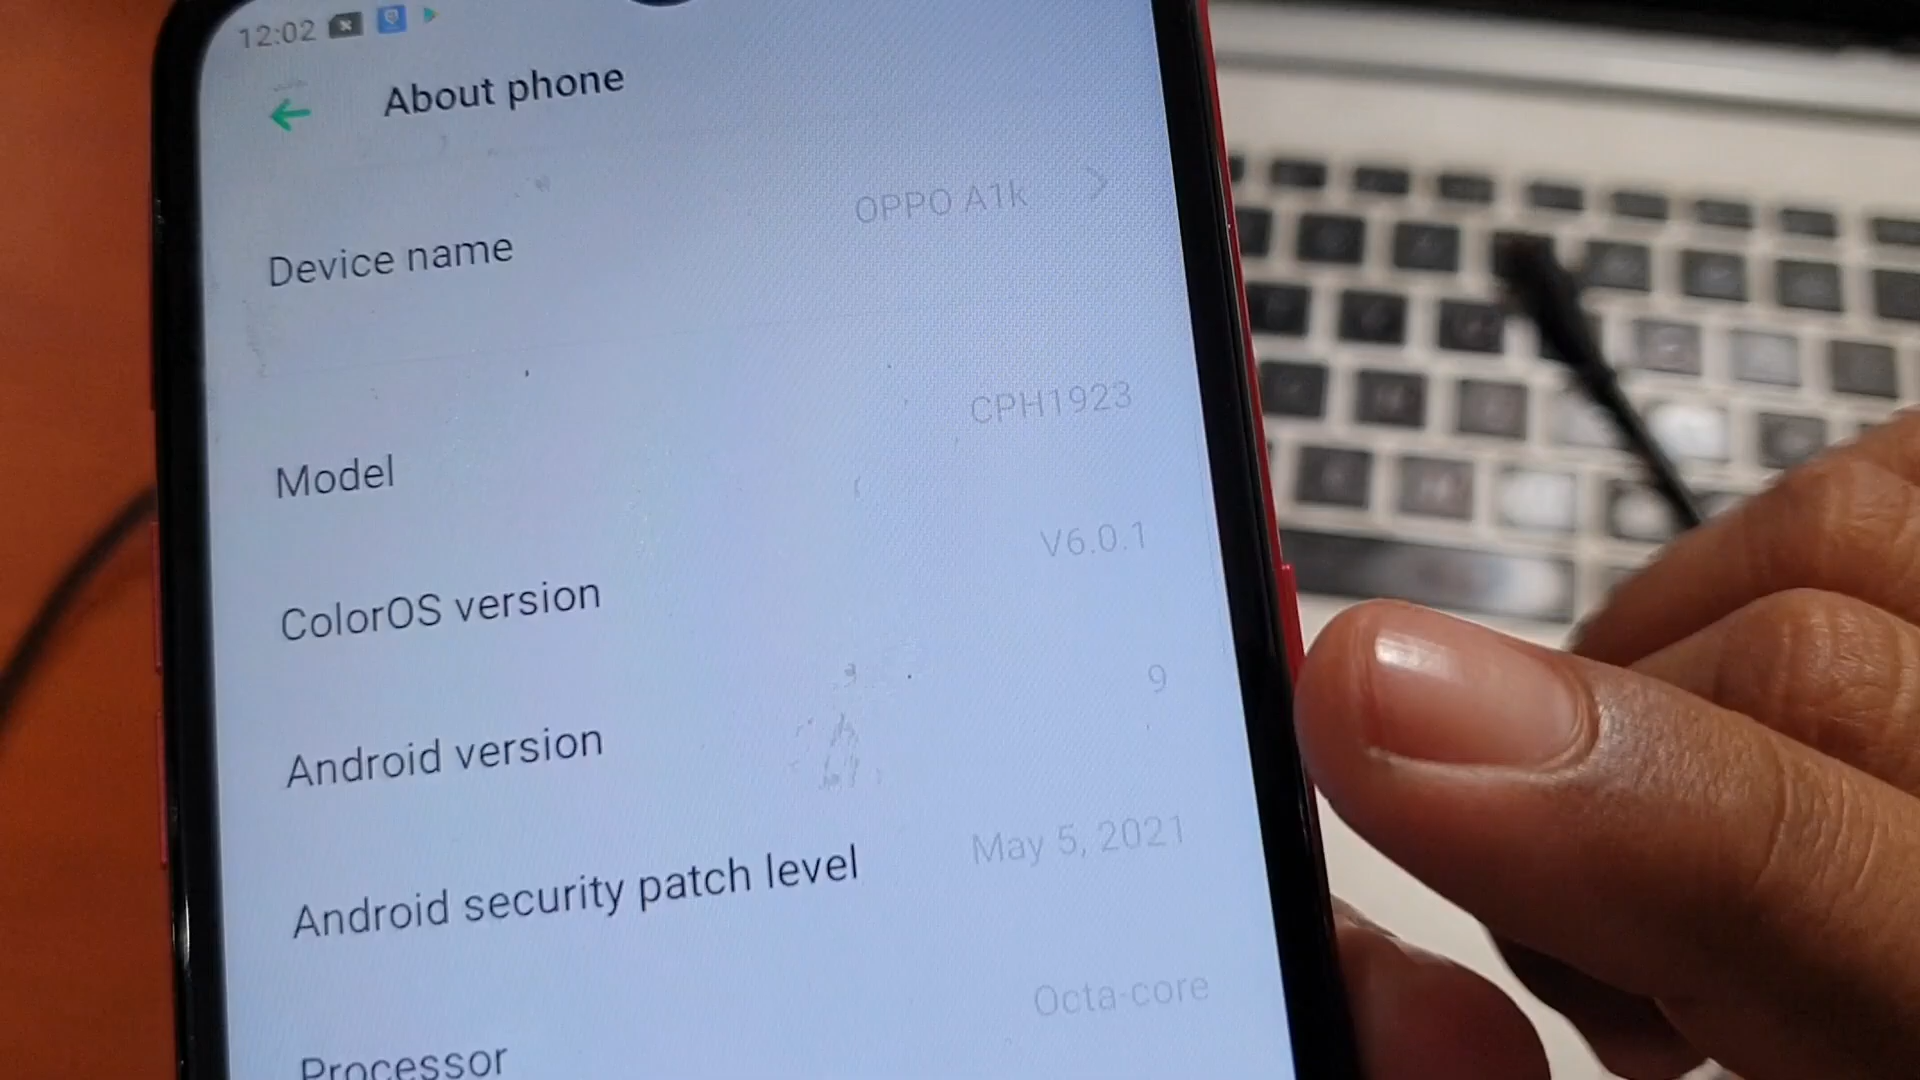 12:02
About phone
Device name OPPO A1k
Model CPH1923
ColorOS version V6.0.1
Android version 9
Android security patch level May 5, 2021
Processor Octa-core